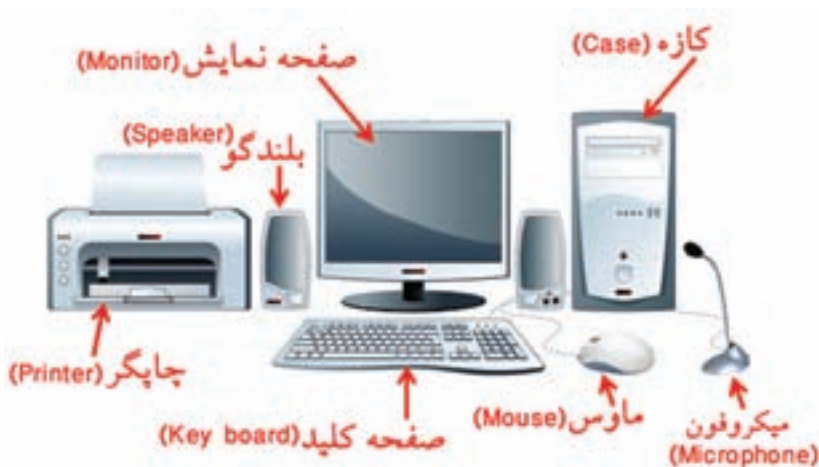 کازه (Case)
صفحه نمایش (Monitor)
بلندگو (Speaker)
چاپگر (Printer)
صفحه کلید (Key board)
ماوس (Mouse)
میکروفون
(Microphone)